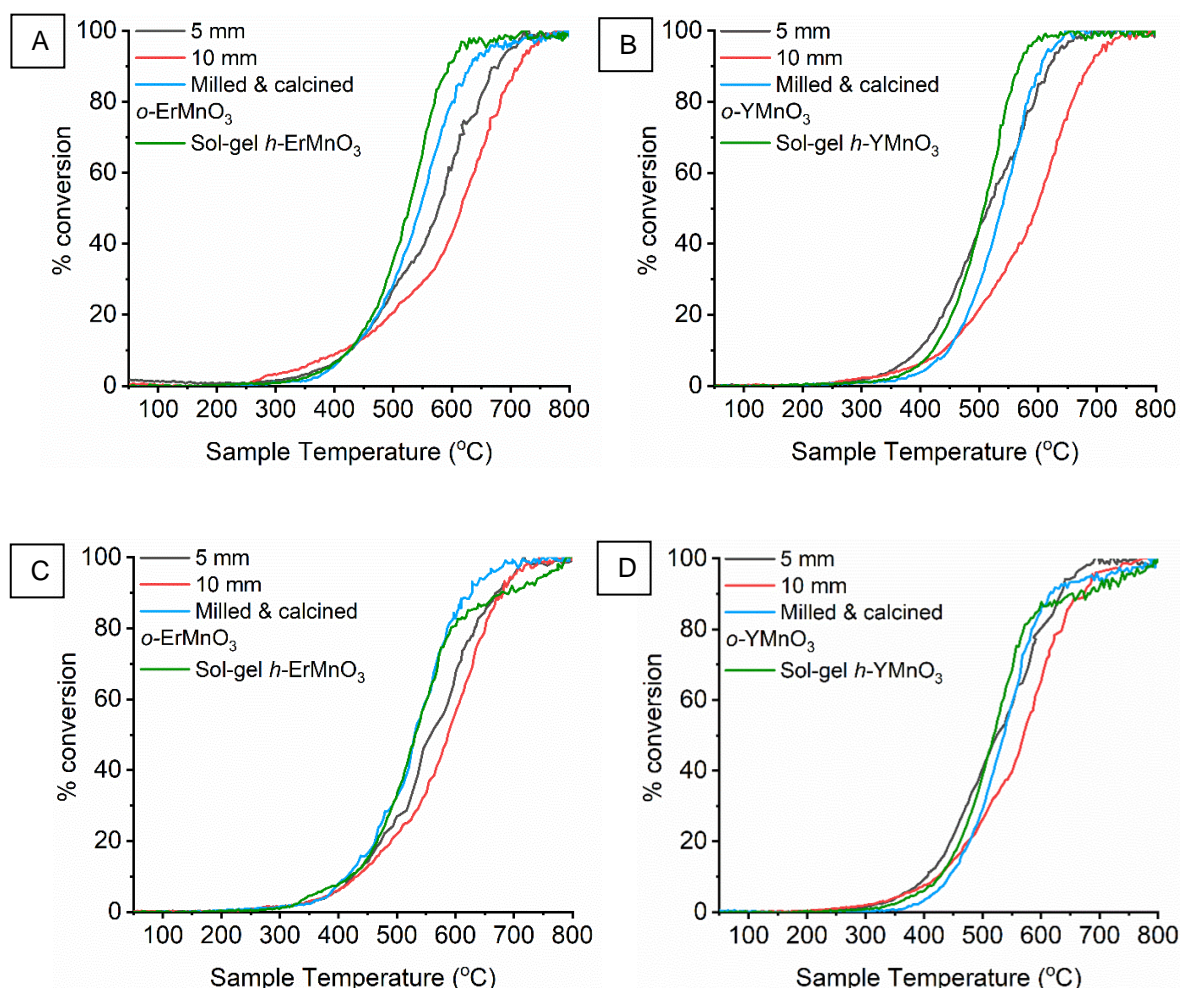 A
5 mm
10 mm
Milled & calcined
o-ErMnO₃
Sol-gel h-ErMnO₃
% conversion
100
80
60
40
20
0
100 200 300 400 500 600 700 800
Sample Temperature (°C)
B
5 mm
10 mm
Milled & calcined
o-YMnO₃
Sol-gel h-YMnO₃
% conversion
100
80
60
40
20
0
100 200 300 400 500 600 700 800
Sample Temperature (°C)
C
5 mm
10 mm
Milled & calcined
o-ErMnO₃
Sol-gel h-ErMnO₃
% conversion
100
80
60
40
20
0
100 200 300 400 500 600 700 800
Sample Temperature (°C)
D
5 mm
10 mm
Milled & calcined
o-YMnO₃
Sol-gel h-YMnO₃
% conversion
100
80
60
40
20
0
100 200 300 400 500 600 700 800
Sample Temperature (°C)